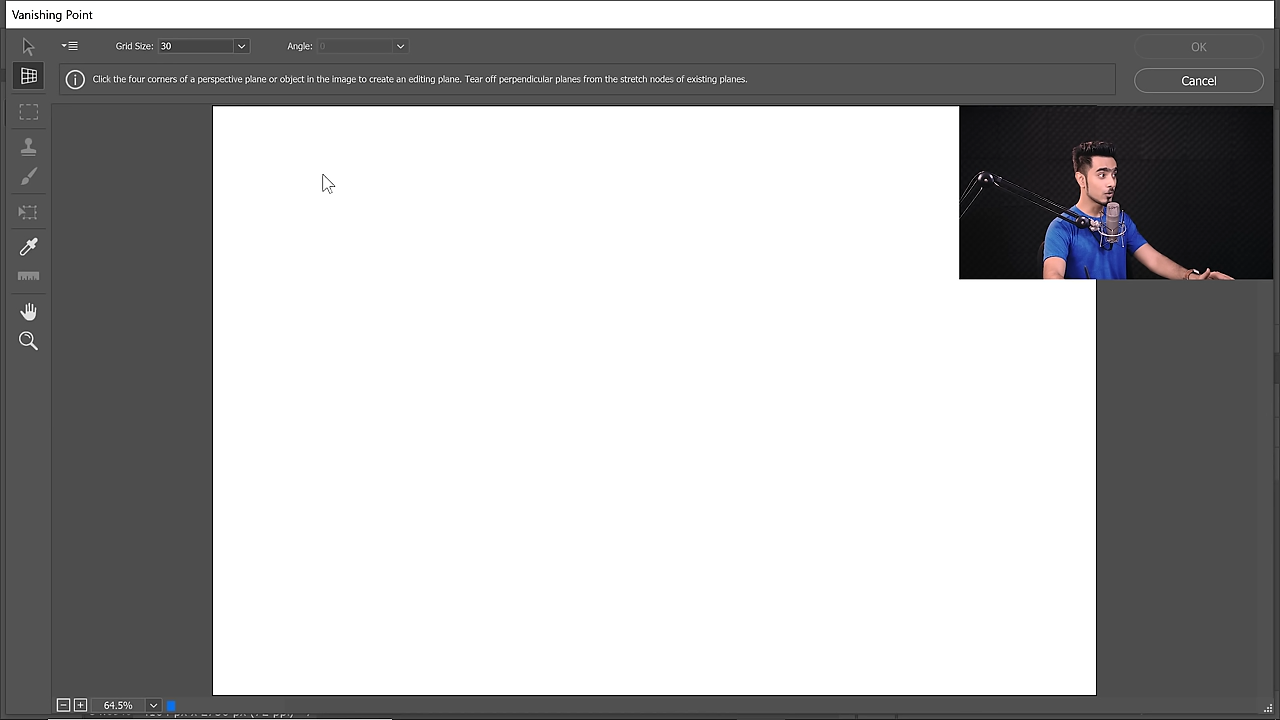 Vanishing Point
Grid Size: 30 Angle: 0 OK
Click the four corners of a perspective plane or object in the image to create an editing plane. Tear off perpendicular planes from the stretch nodes of existing planes.
Cancel
64.5%